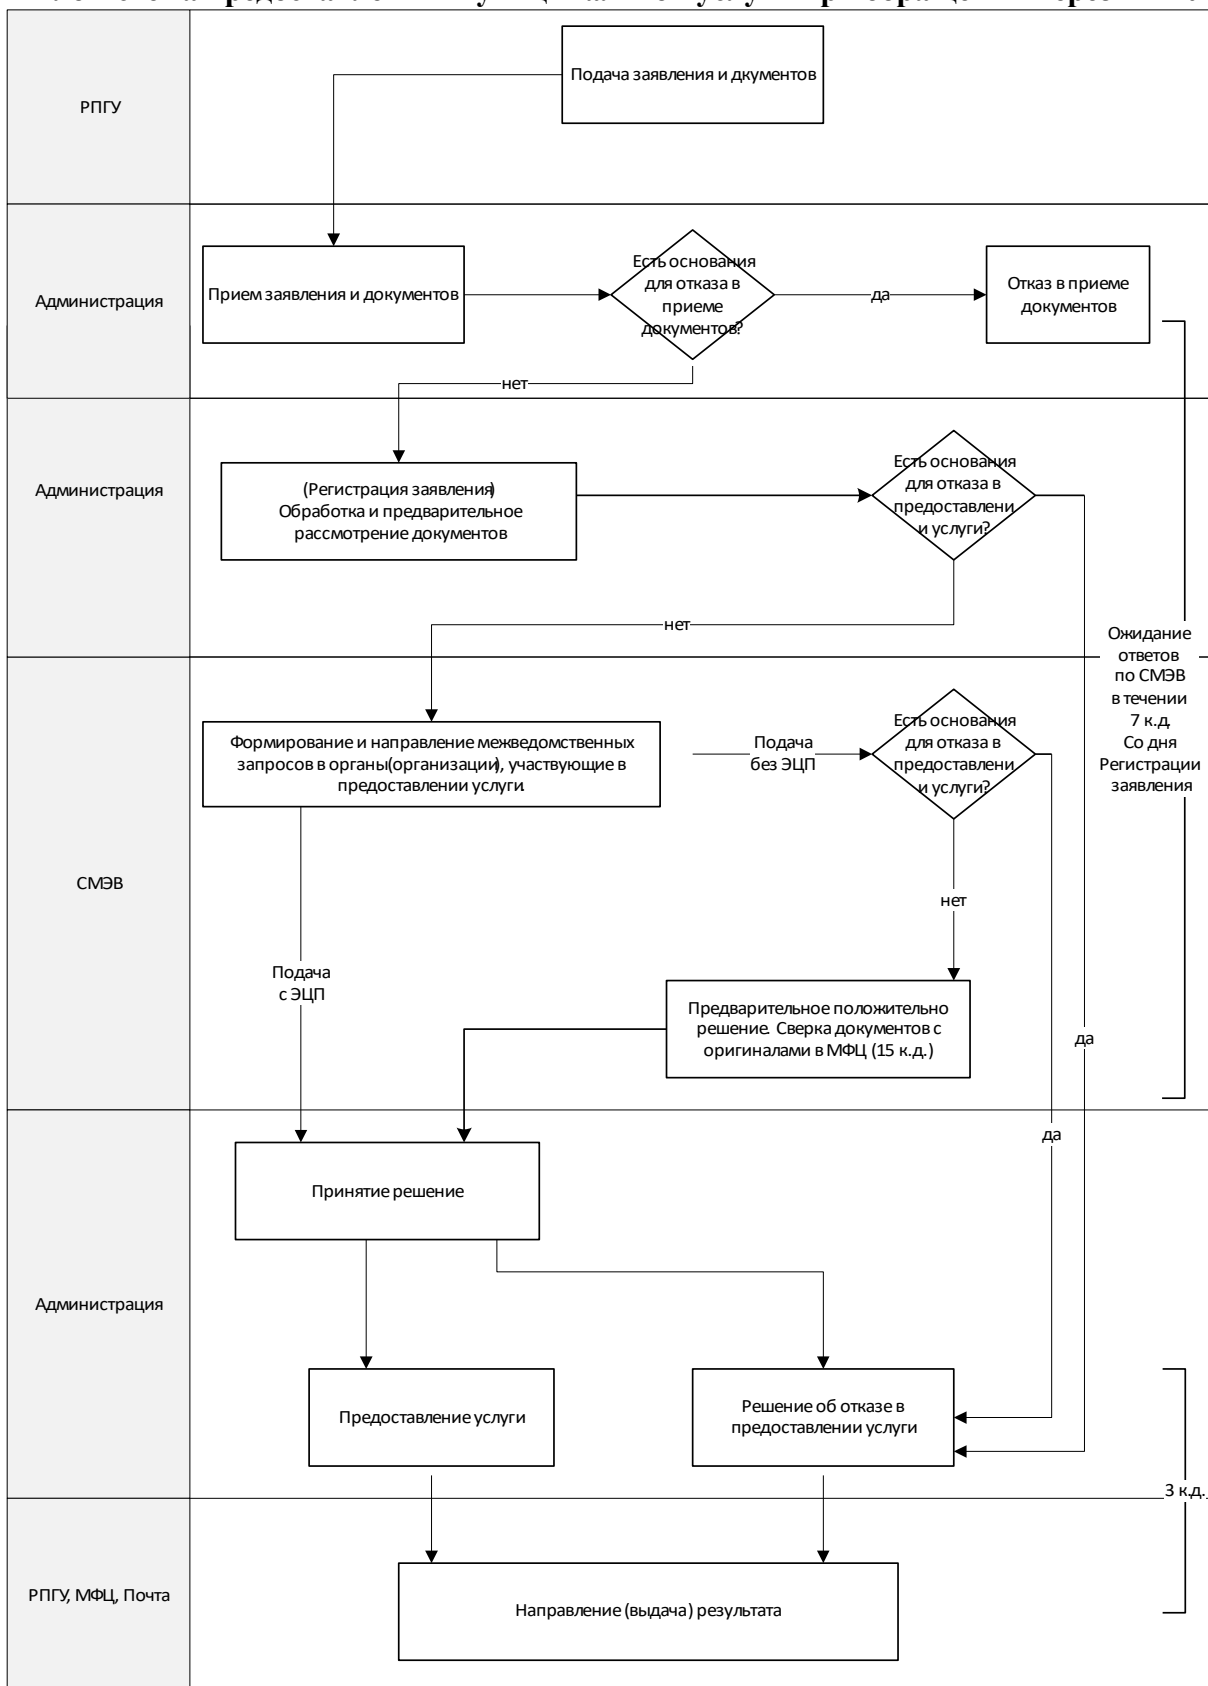 РПГУ
Подача заявления и дкументов
Администрация
Прием заявления и документов
Есть основания
для отказа в
приеме
документов?
да
Отказ в приеме
документов
нет
Администрация
(Регистрация заявления)
Обработка и предварительное
рассмотрение документов
Есть основания
для отказа в
предоставлени
и услуги?
нет
Ожидание
ответов
по СМЭВ
в течении
7 к.д.
Со дня
Регистрации
заявления
СМЭВ
Формирование и направление межведомственных
запросов в органы(организации), участвующие в
предоставлении услуги.
Подача
без ЭЦП
Есть основания
для отказа в
предоставлени
и услуги?
нет
Подача
с ЭЦП
Предварительное положительно
решение. Сверка документов с
оригиналами в МФЦ (15 к.д.)
да
да
Администрация
Принятие решение
Предоставление услуги
Решение об отказе в
предоставлении услуги
3 к.д.
РПГУ, МФЦ, Почта
Направление (выдача) результата